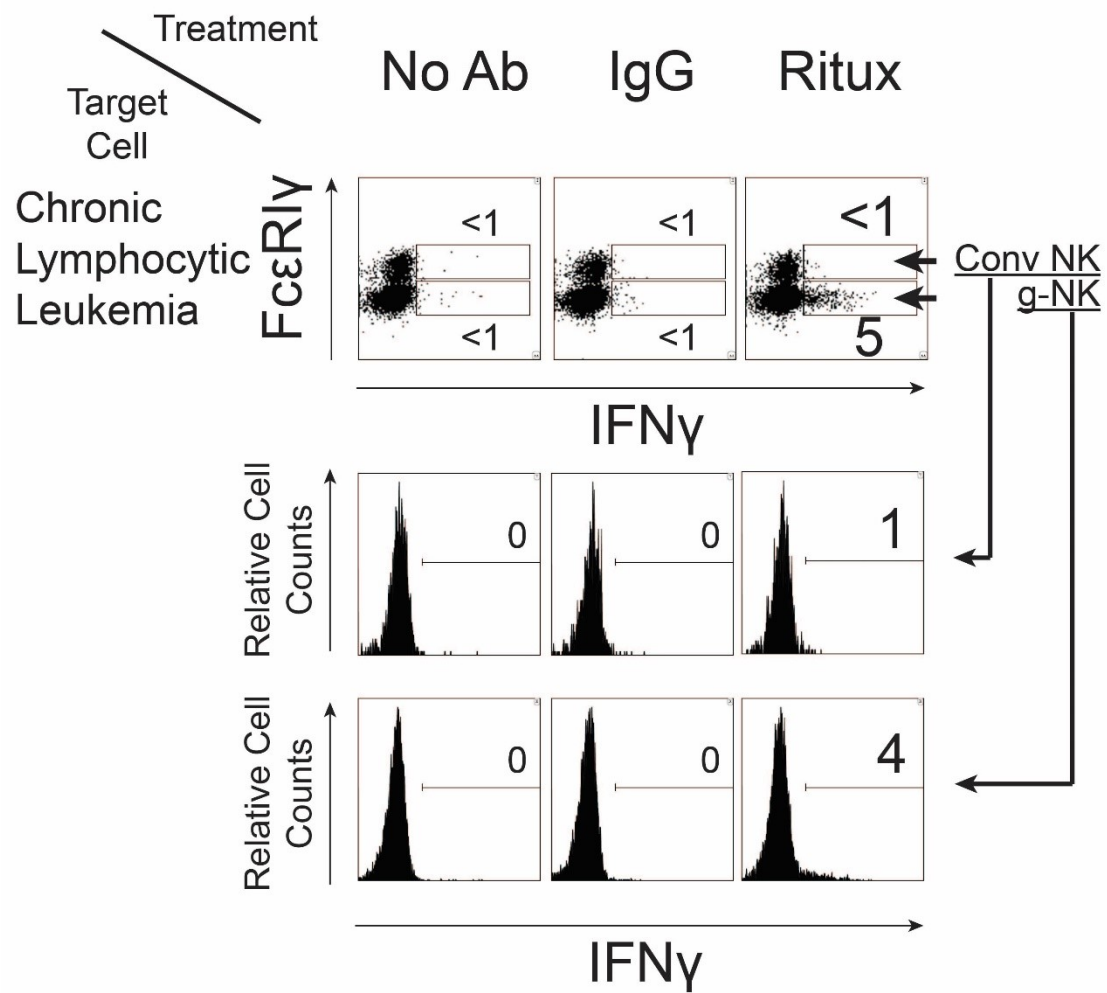 Treatment
Target
Cell
No Ab IgG Ritux
Chronic
Lymphocytic
Leukemia
FcεRIγ
<1 <1 <1
<1 <1 5
Conv NK
g-NK
IFNγ
Relative Cell
Counts
0 0 1
Relative Cell
Counts
0 0 4
IFNγ